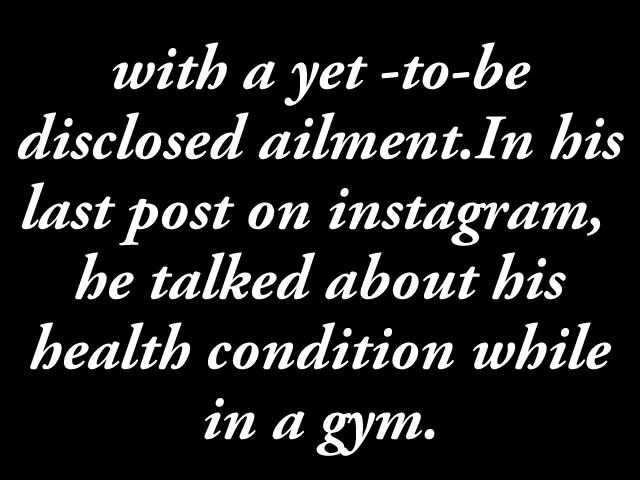 with a yet -to-be
disclosed ailment.In his
last post on instagram,
he talked about his
health condition while
in a gym.